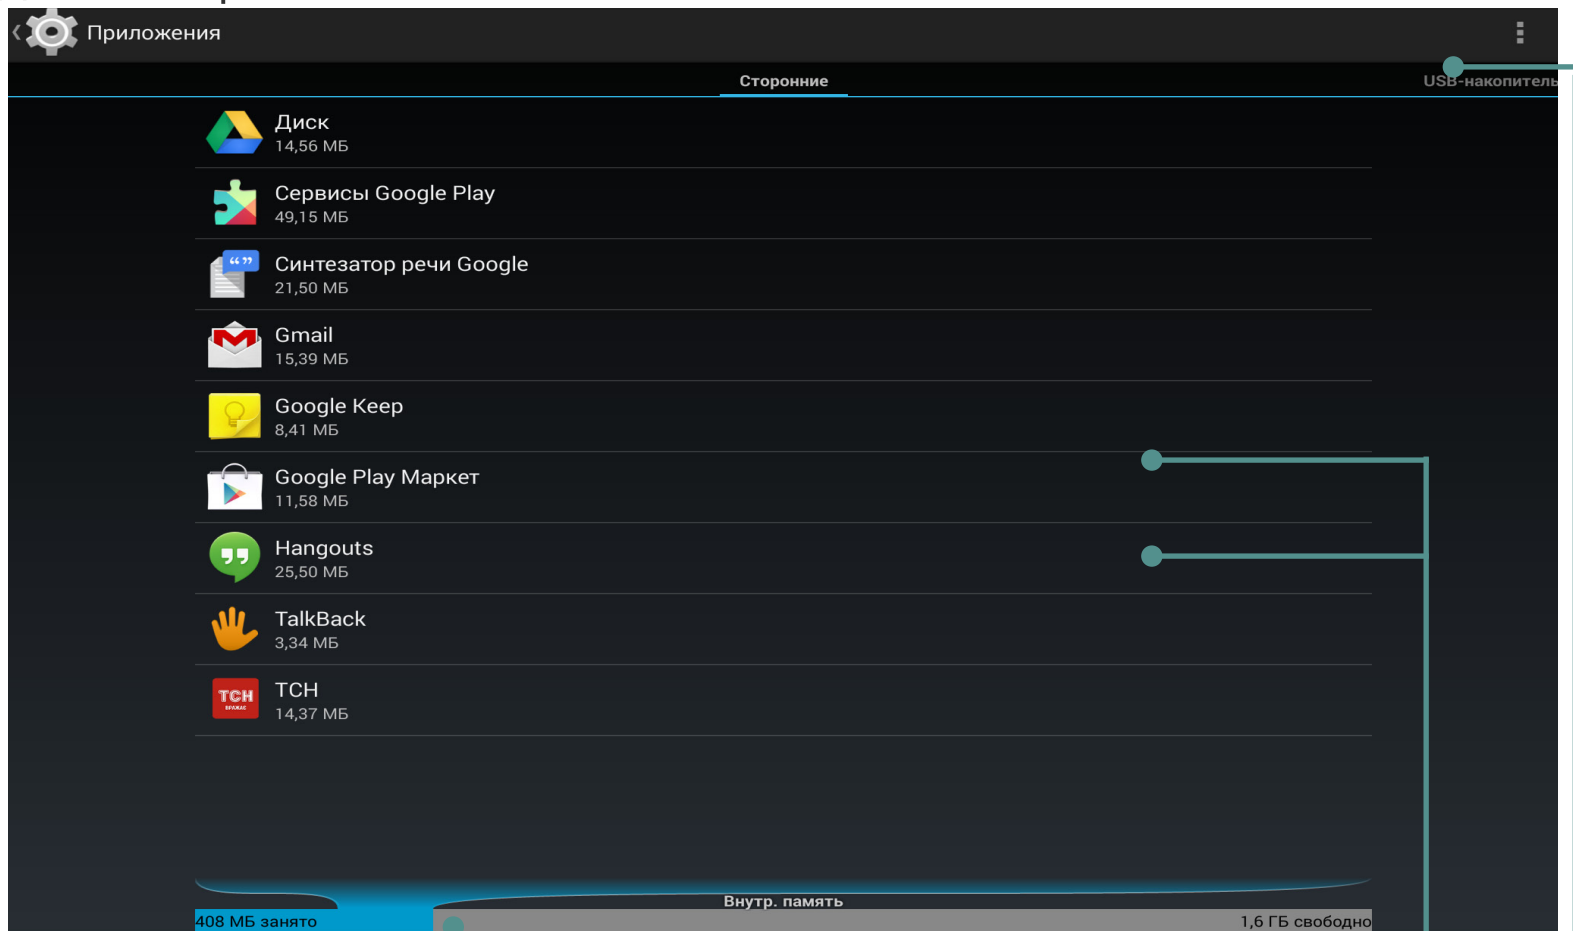 Приложения
Сторонние
USB-накопитель
Диск
14,56 МБ
Сервисы Google Play
49,15 МБ
Синтезатор речи Google
21,50 МБ
Gmail
15,39 МБ
Google Keep
8,41 МБ
Google Play Маркет
11,58 МБ
Hangouts
25,50 МБ
TalkBack
3,34 МБ
ТСН
ТСН
14,37 МБ
Внутр. память
408 МБ занято
1,6 ГБ свободно